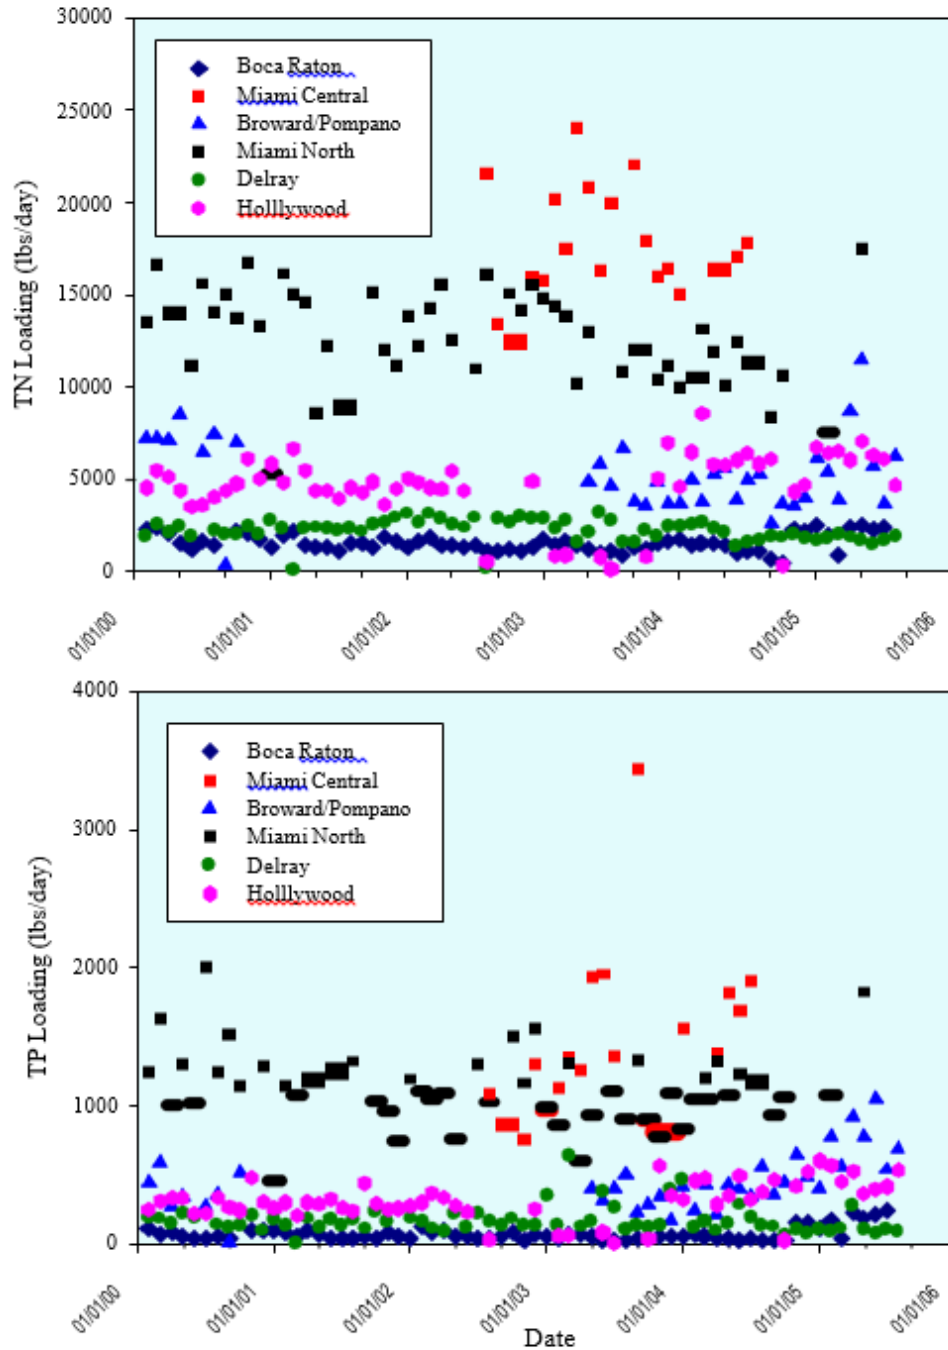 30000
25000
20000
15000
10000
5000
0
TN Loading (lbs/day)
Boca Raton
Miami Central
Broward/Pompano
Miami North
Delray
Holllywood
01/01/00
01/01/01
01/01/02
01/01/03
01/01/04
01/01/05
01/01/06
4000
3000
2000
1000
0
TP Loading (lbs/day)
Boca Raton
Miami Central
Broward/Pompano
Miami North
Delray
Holllywood
01/01/00
01/01/01
01/01/02
01/01/03
01/01/04
01/01/05
01/01/06
Date